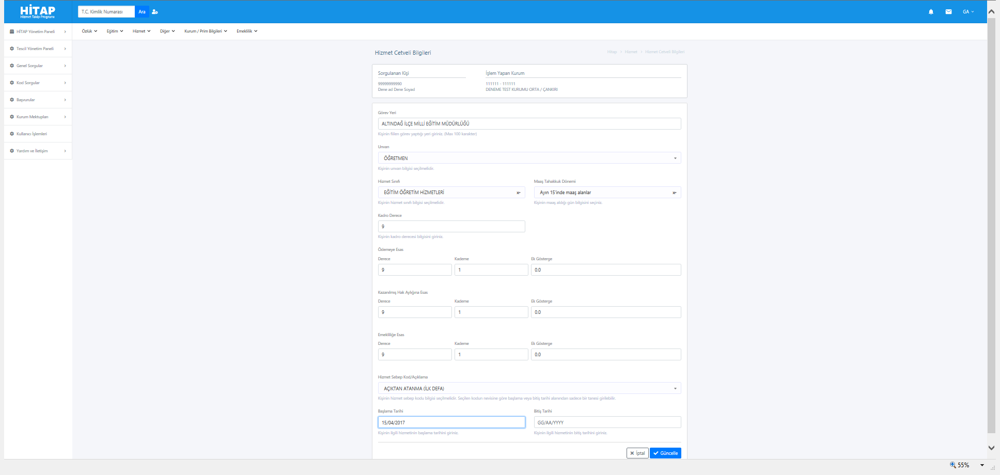 HİTAP
Hizmet Takip Programı
T.C. Kimlik Numarası
Ara
GA
HİTAP Yönetim Paneli
Tescil Yönetim Paneli
Genel Sorgular
Kod Sorgular
Başvurular
Kurum Mektupları
Kullanıcı İşlemleri
Yardım ve İletişim
Özlük
Eğitim
Hizmet
Diğer
Kurum / Prim Bilgileri
Emeklilik
Hizmet Cetveli Bilgileri
Hitap > Hizmet > Hizmet Cetveli Bilgileri
Sorgulanan Kişi
99999999990
Dene ad Dene Soyad
İşlem Yapan Kurum
111111 - 111111
DENEME TEST KURUMU ORTA / ÇANKIRI
Görev Yeri
ALTINDAĞ İLÇE MİLLİ EĞİTİM MÜDÜRLÜĞÜ
Kişinin fiilen görev yaptığı yeri giriniz. (Max 100 karakter)
Unvan
ÖĞRETMEN
Kişinin unvan bilgisi seçilmelidir.
Hizmet Sınıfı
EĞİTİM ÖĞRETİM HİZMETLERİ
Kişinin hizmet sınıfı bilgisi seçilmelidir.
Maaş Tahakkuk Dönemi
Ayın 15'inde maaş alanlar
Kişinin maaş aldığı gün bilgisini seçiniz.
Kadro Derece
9
Kişinin kadro derecesi bilgisini giriniz.
Ödemeye Esas
Derece Kademe Ek Gösterge
9 1 0.0
Kazanılmış Hak Aylığına Esas
Derece Kademe Ek Gösterge
9 1 0.0
Emekliliğe Esas
Derece Kademe Ek Gösterge
9 1 0.0
Hizmet Sebep Kod/Açıklama
AÇIKTAN ATANMA (İLK DEFA)
Kişinin hizmet sebep kodu bilgisi seçilmelidir. Seçilen kodun nevisine göre başlama veya bitiş tarihi alanından sadece bir tanesi girilebilir.
Başlama Tarihi
15/04/2017
Kişinin ilgili hizmetinin başlama tarihini giriniz.
Bitiş Tarihi
GG/AA/YYYY
Kişinin ilgili hizmetinin bitiş tarihini giriniz.
İptal
Güncelle
55%